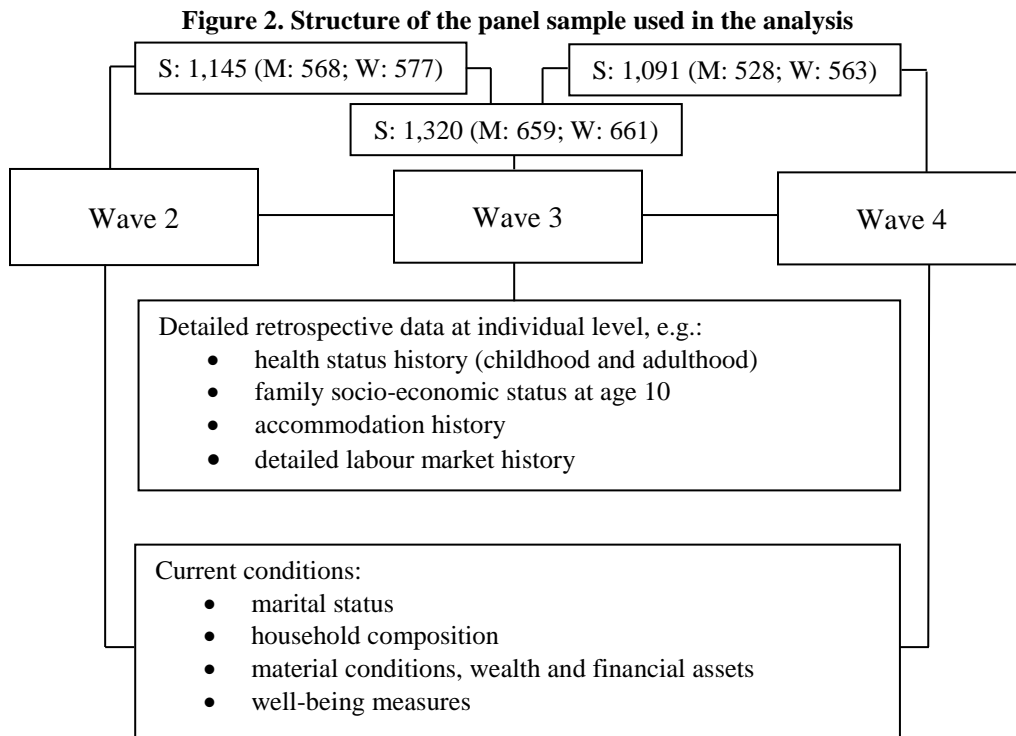 Figure 2. Structure of the panel sample used in the analysis
S: 1,145 (M: 568; W: 577)
S: 1,091 (M: 528; W: 563)
S: 1,320 (M: 659; W: 661)
Wave 2
Wave 3
Wave 4
Detailed retrospective data at individual level, e.g.:
• health status history (childhood and adulthood)
• family socio-economic status at age 10
• accommodation history
• detailed labour market history
Current conditions:
• marital status
• household composition
• material conditions, wealth and financial assets
• well-being measures